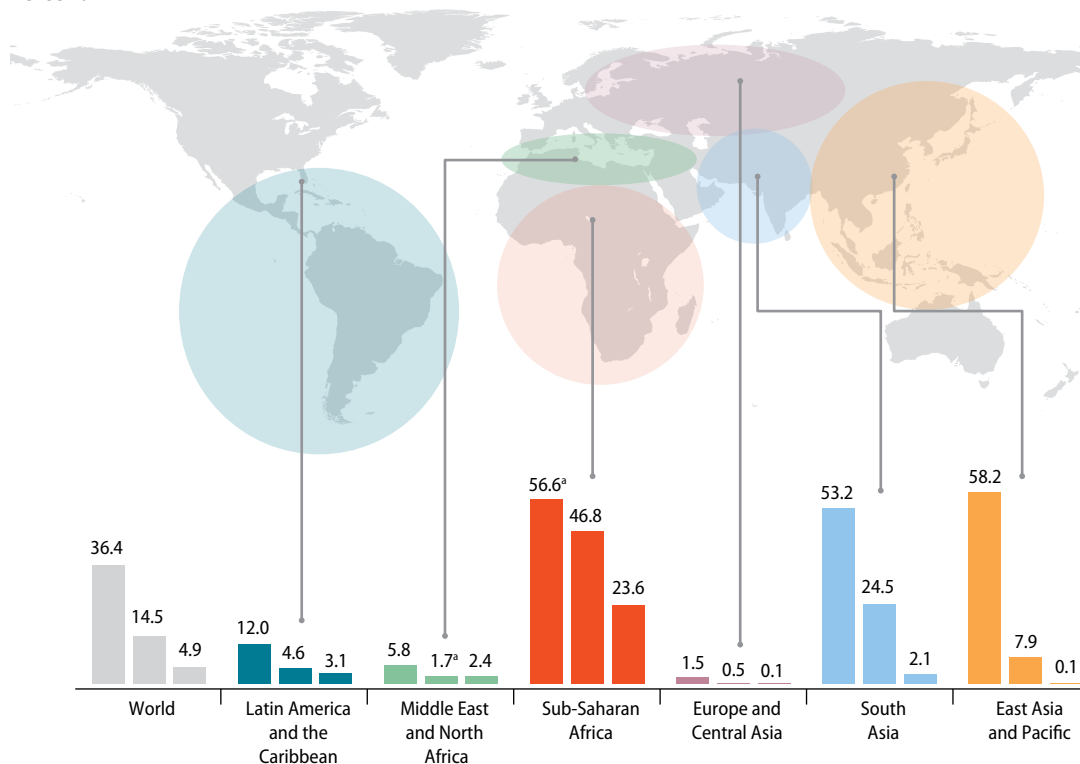 36.4
14.5
4.9
12.0
4.6
3.1
5.8
1.7ᵃ
2.4
56.6ᵃ
46.8
23.6
1.5
0.5
0.1
53.2
24.5
2.1
58.2
7.9
0.1
World
Latin America
and the
Caribbean
Middle East
and North
Africa
Sub-Saharan
Africa
Europe and
Central Asia
South
Asia
East Asia
and Pacific